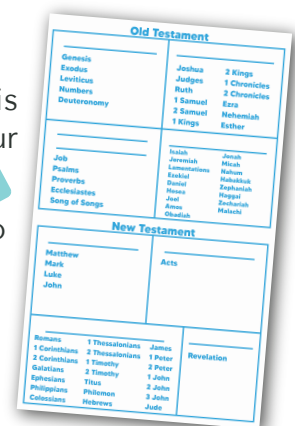 is
ur
o
Old Testament
Genesis
Exodus
Leviticus
Numbers
Deuteronomy
Joshua
Judges
Ruth
1 Samuel
2 Samuel
1 Kings
2 Kings
1 Chronicles
2 Chronicles
Ezra
Nehemiah
Esther
Job
Psalms
Proverbs
Ecclesiastes
Song of Songs
Isaiah
Jeremiah
Lamentations
Ezekiel
Daniel
Hosea
Joel
Amos
Obadiah
Jonah
Micah
Nahum
Habakkuk
Zephaniah
Haggai
Zechariah
Malachi
New Testament
Matthew
Mark
Luke
John
Acts
Romans
1 Corinthians
2 Corinthians
Galatians
Ephesians
Philippians
Colossians
1 Thessalonians
2 Thessalonians
1 Timothy
2 Timothy
Titus
Philemon
Hebrews
James
1 Peter
2 Peter
1 John
2 John
3 John
Jude
Revelation